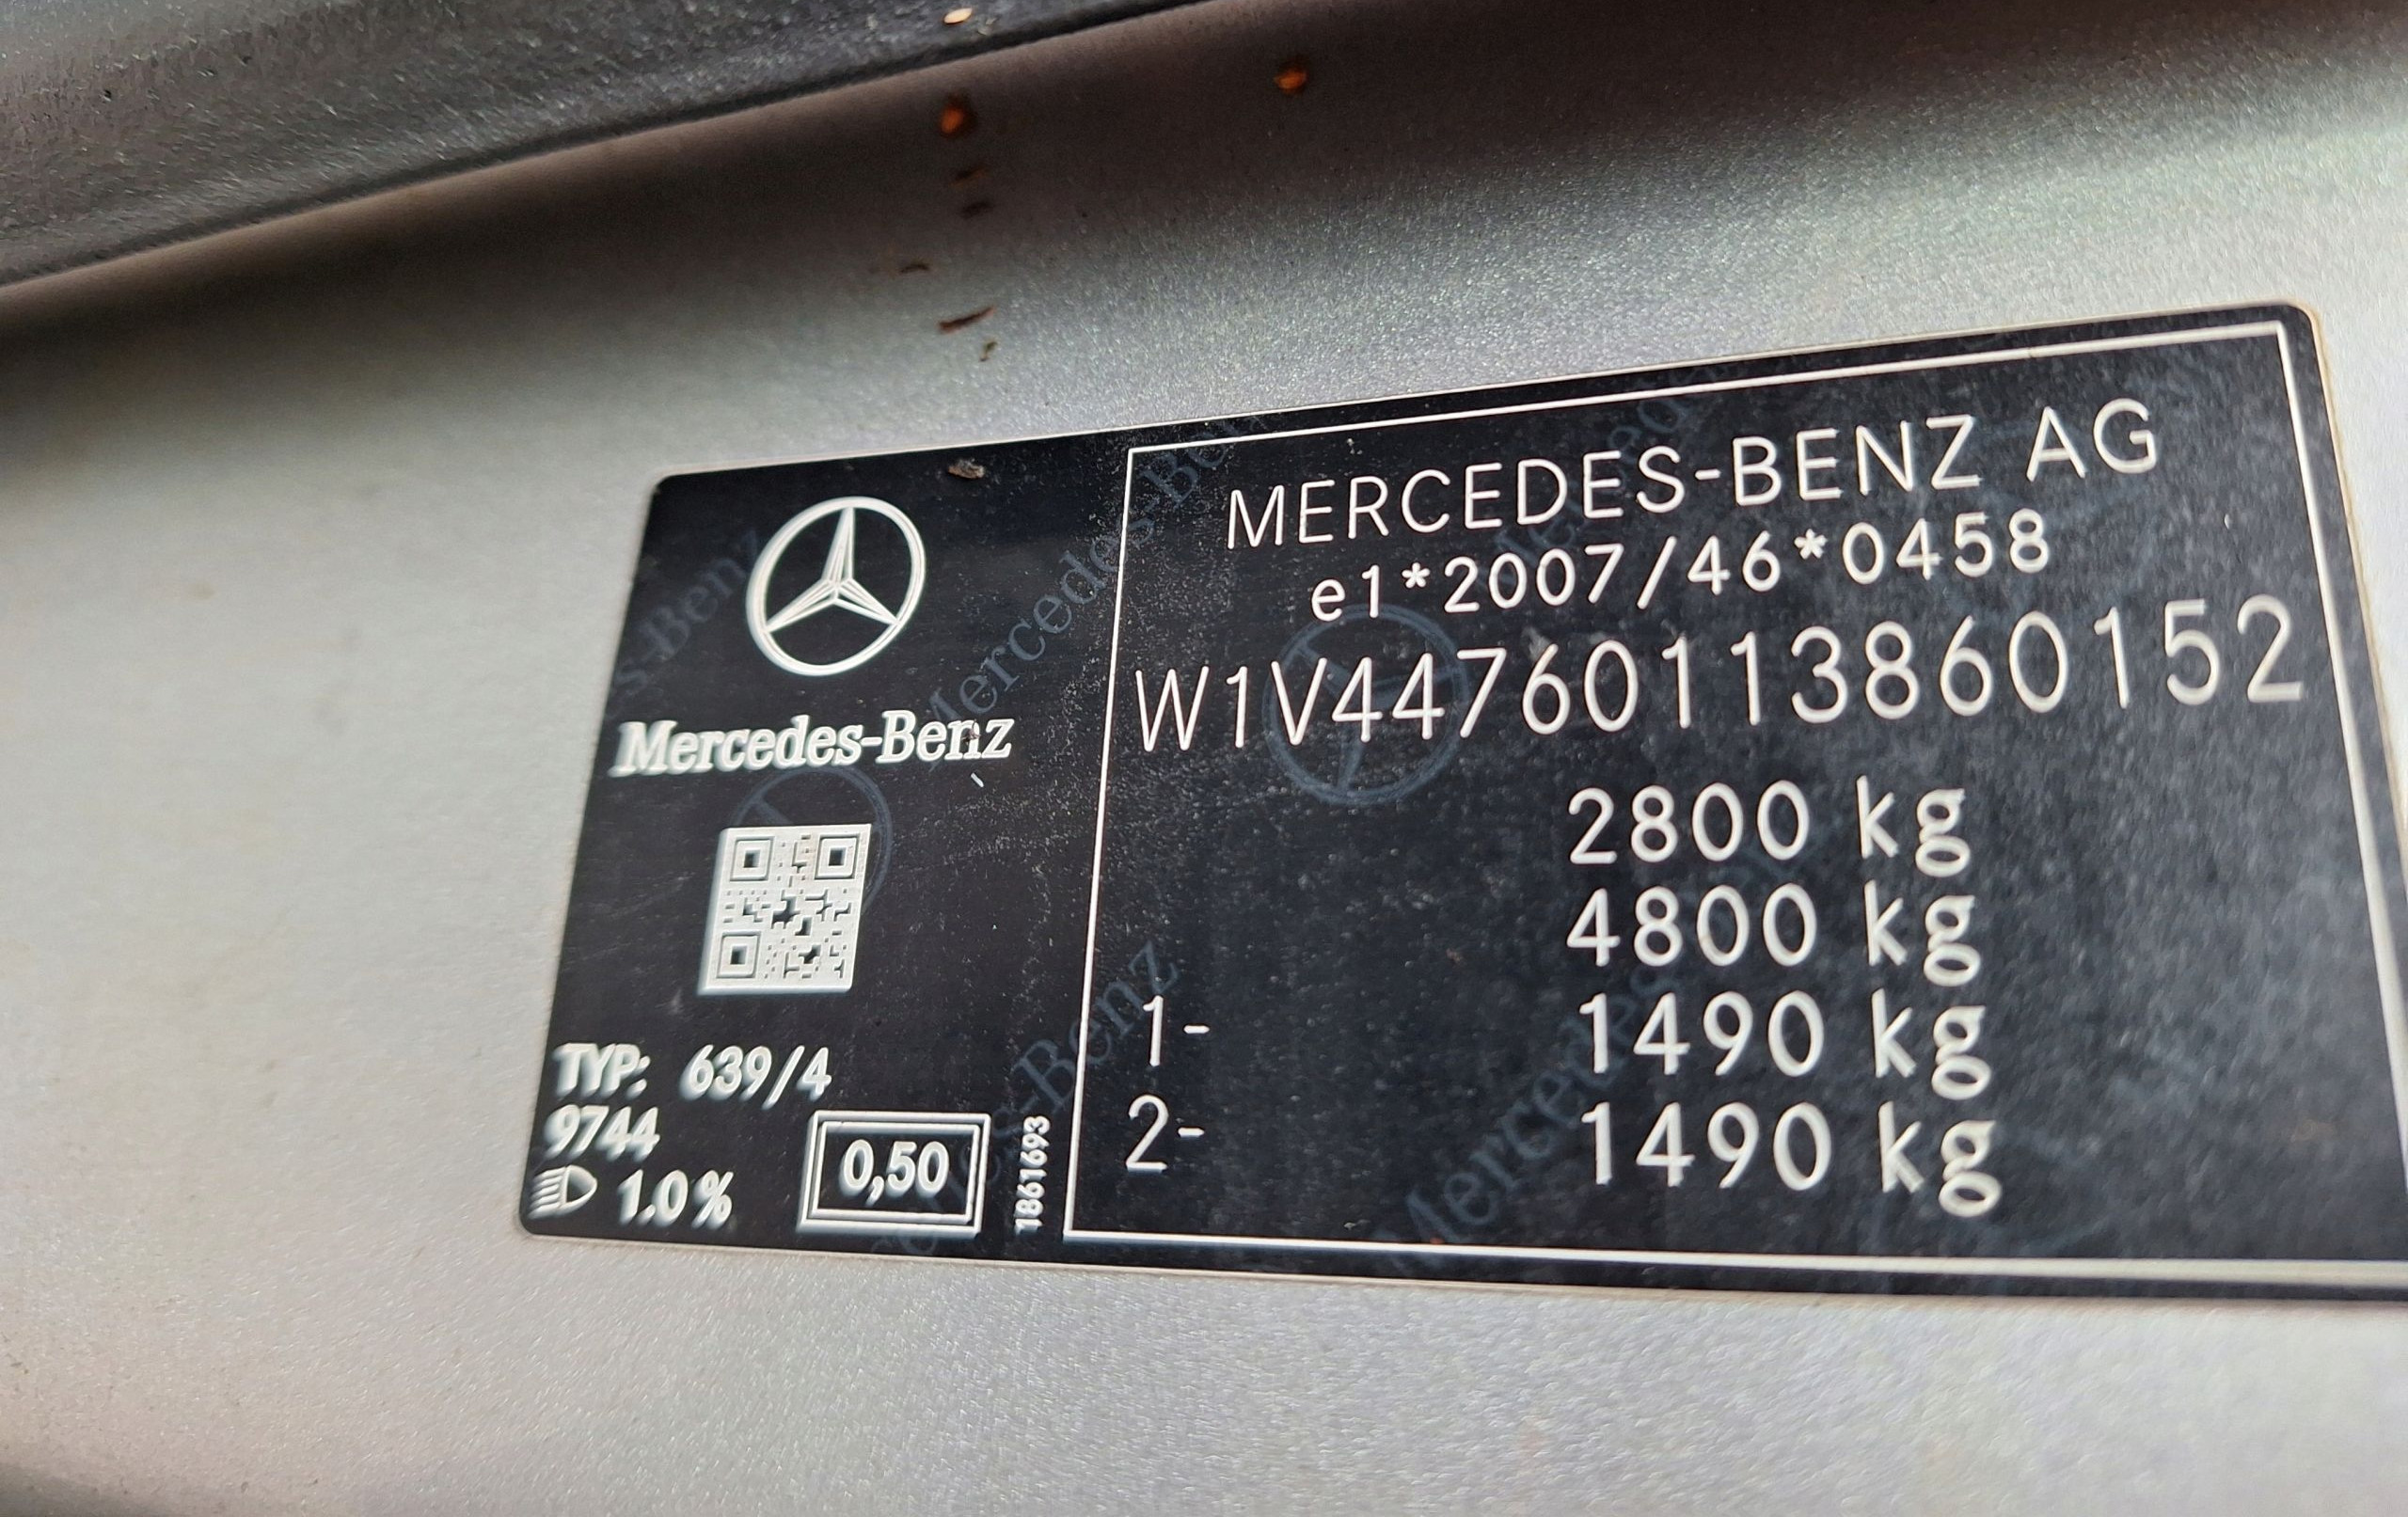 Mercedes-Benz
TYP: 639/4
9744
1.0%
0,50
1861693
MERCEDES-BENZ AG
e1*2007/46*0458
W1V44760113860152
2800 kg
4800 kg
1- 1490 kg
2- 1490 kg